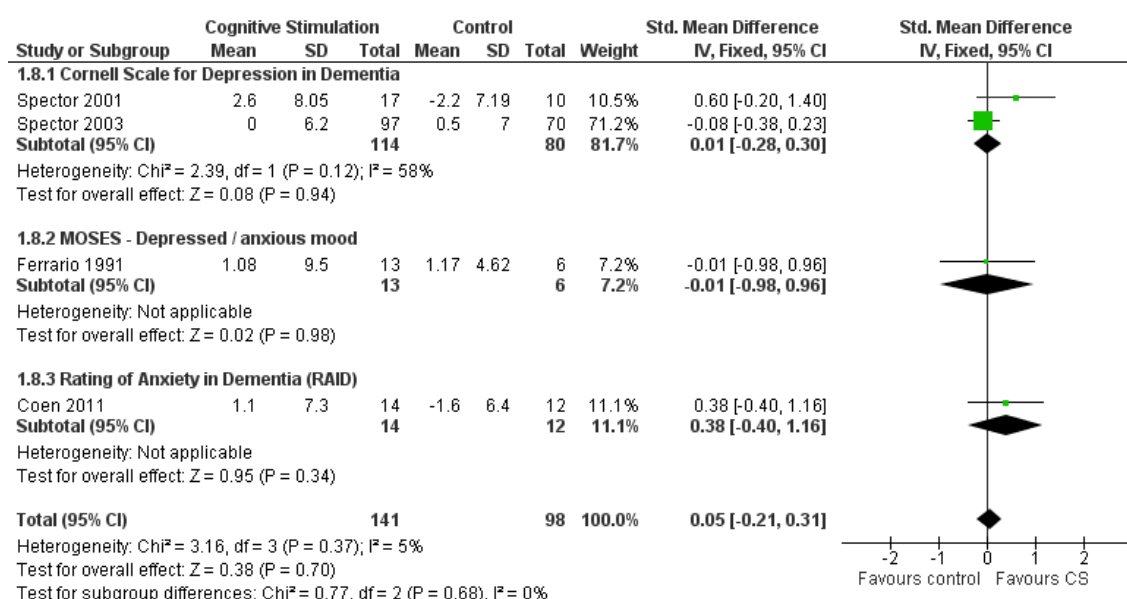 Cognitive Stimulation Control Std. Mean Difference Std. Mean Difference
Study or Subgroup Mean SD Total Mean SD Total Weight IV, Fixed, 95% CI IV, Fixed, 95% CI
1.8.1 Cornell Scale for Depression in Dementia
Spector 2001 2.6 8.05 17 -2.2 7.19 10 10.5% 0.60 [-0.20, 1.40]
Spector 2003 0 6.2 97 0.5 7 70 71.2% -0.08 [-0.38, 0.23]
Subtotal (95% CI) 114 80 81.7% 0.01 [-0.28, 0.30]
Heterogeneity: Chi² = 2.39, df = 1 (P = 0.12); I² = 58%
Test for overall effect: Z = 0.08 (P = 0.94)
1.8.2 MOSES - Depressed / anxious mood
Ferrario 1991 1.08 9.5 13 1.17 4.62 6 7.2% -0.01 [-0.98, 0.96]
Subtotal (95% CI) 13 6 7.2% -0.01 [-0.98, 0.96]
Heterogeneity: Not applicable
Test for overall effect: Z = 0.02 (P = 0.98)
1.8.3 Rating of Anxiety in Dementia (RAID)
Coen 2011 1.1 7.3 14 -1.6 6.4 12 11.1% 0.38 [-0.40, 1.16]
Subtotal (95% CI) 14 12 11.1% 0.38 [-0.40, 1.16]
Heterogeneity: Not applicable
Test for overall effect: Z = 0.95 (P = 0.34)
Total (95% CI) 141 98 100.0% 0.05 [-0.21, 0.31]
Heterogeneity: Chi² = 3.16, df = 3 (P = 0.37); I² = 5%
Test for overall effect: Z = 0.38 (P = 0.70)
Test for subgroup differences: Chi² = 0.77, df = 2 (P = 0.68), I² = 0%
-2 -1 0 1 2
Favours control Favours CS